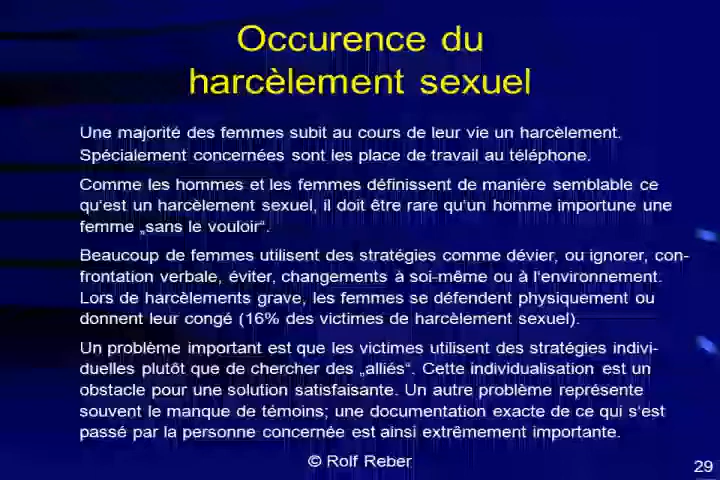 Occurence du
harcèlement sexuel
Une majorité des femmes subit au cours de leur vie un harcèlement.
Spécialement concernées sont les place de travail au téléphone.
Comme les hommes et les femmes définissent de manière semblable ce
qu'est un harcèlement sexuel, il doit être rare qu'un homme importune une
femme „sans le vouloir“.
Beaucoup de femmes utilisent des stratégies comme dévier, ou ignorer, con-
frontation verbale, éviter, changements à soi-même ou à l'environnement.
Lors de harcèlements grave, les femmes se défendent physiquement ou
donnent leur congé (16% des victimes de harcèlement sexuel).
Un problème important est que les victimes utilisent des stratégies indivi-
duelles plutôt que de chercher des „alliés“. Cette individualisation est un
obstacle pour une solution satisfaisante. Un autre problème représente
souvent le manque de témoins; une documentation exacte de ce qui s'est
passé par la personne concernée est ainsi extrêmement importante.
© Rolf Reber
29